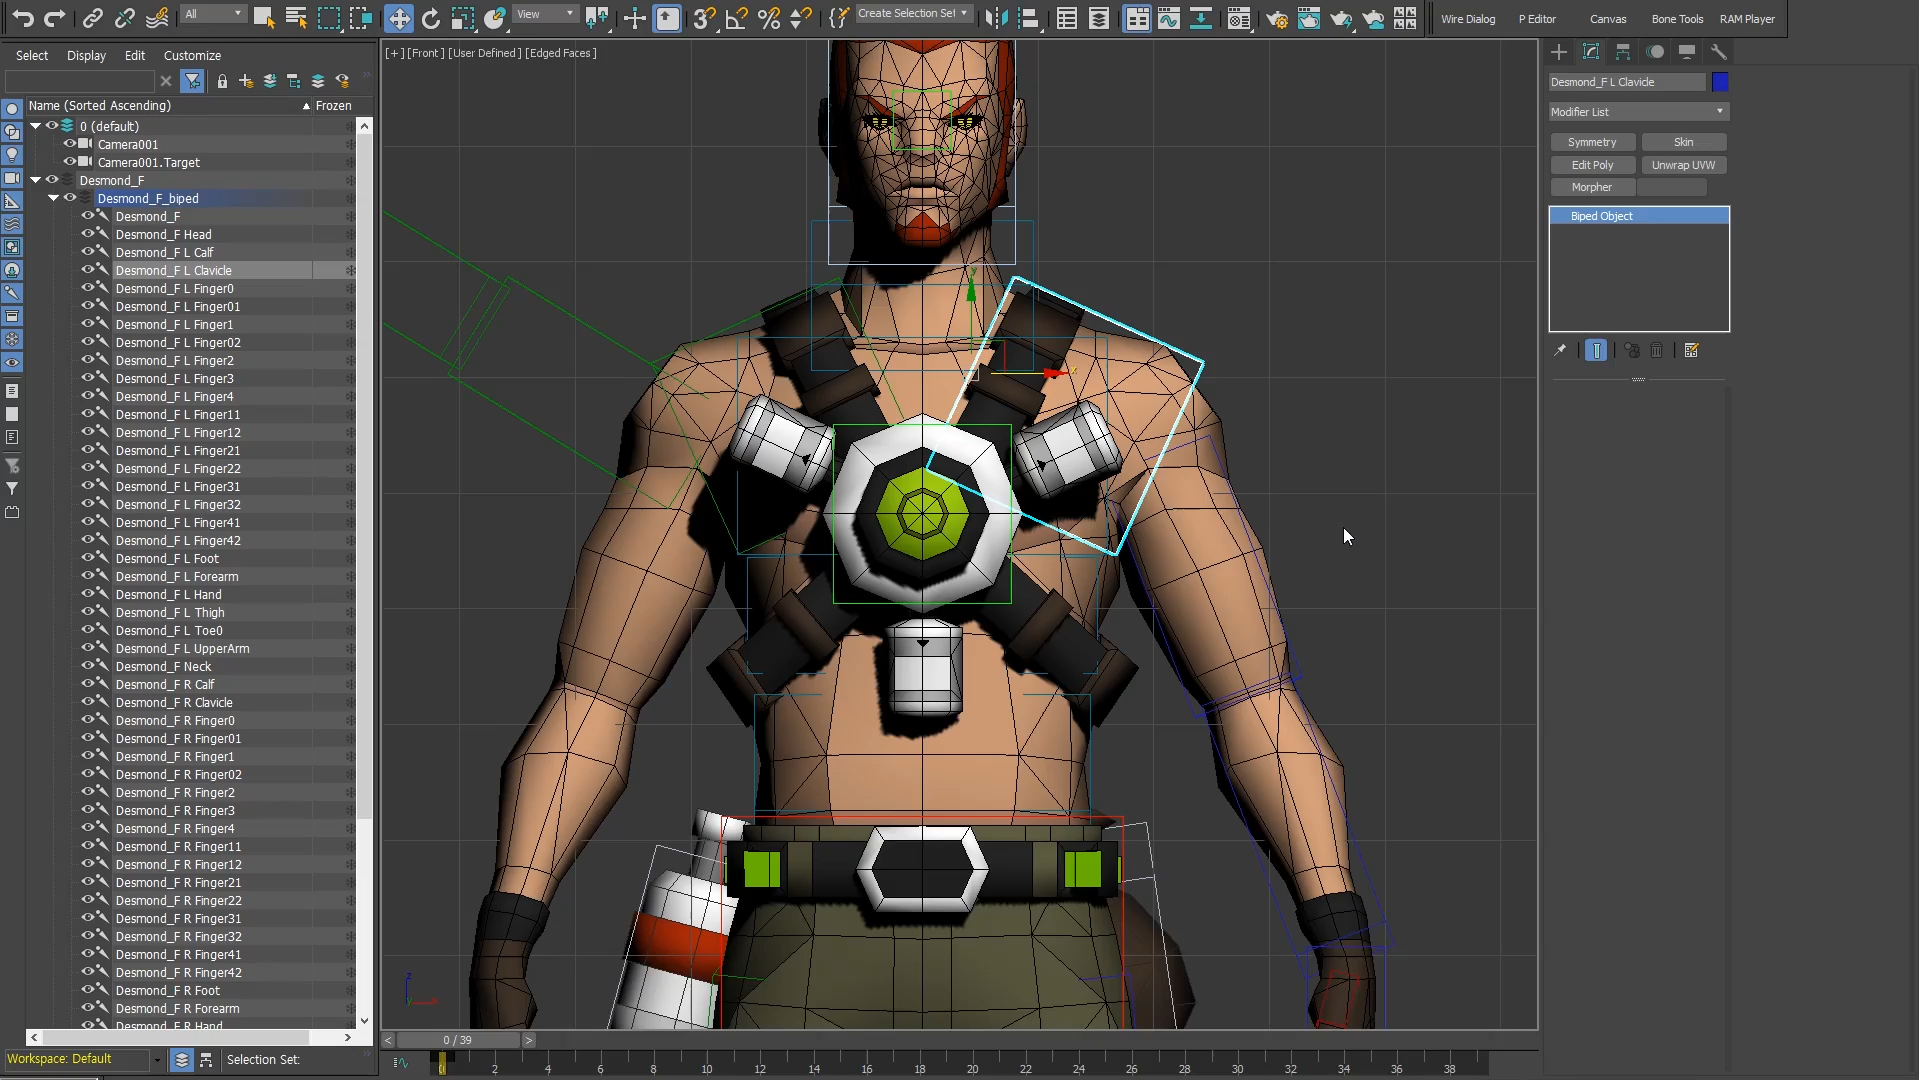 All
View
3
Create Selection Set
Wire Dialog
P Editor
Canvas
Bone Tools
RAM Player
Select
Display
Edit
Customize
[+] [Front] [User Defined] [Edged Faces]
Desmond_F L Clavicle
Name (Sorted Ascending)
Frozen
Modifier List
0 (default)
Camera001
Camera001.Target
Desmond_F
Desmond_F_biped
Desmond_F
Desmond_F Head
Desmond_F L Calf
Desmond_F L Clavicle
Desmond_F L Finger0
Desmond_F L Finger01
Desmond_F L Finger1
Desmond_F L Finger02
Desmond_F L Finger2
Desmond_F L Finger3
Desmond_F L Finger4
Desmond_F L Finger11
Desmond_F L Finger12
Desmond_F L Finger21
Desmond_F L Finger22
Desmond_F L Finger31
Desmond_F L Finger32
Desmond_F L Finger41
Desmond_F L Finger42
Desmond_F L Foot
Desmond_F L Forearm
Desmond_F L Hand
Desmond_F L Thigh
Desmond_F L Toe0
Desmond_F L UpperArm
Desmond_F Neck
Desmond_F R Calf
Desmond_F R Clavicle
Desmond_F R Finger0
Desmond_F R Finger01
Desmond_F R Finger1
Desmond_F R Finger02
Desmond_F R Finger2
Desmond_F R Finger3
Desmond_F R Finger4
Desmond_F R Finger11
Desmond_F R Finger12
Desmond_F R Finger21
Desmond_F R Finger22
Desmond_F R Finger31
Desmond_F R Finger32
Desmond_F R Finger41
Desmond_F R Finger42
Desmond_F R Foot
Desmond_F R Forearm
Desmond_F R Hand
Symmetry
Skin
Edit Poly
Unwrap UVW
Morpher
Biped Object
y
x
z
0 / 39
Workspace: Default
Selection Set:
0 2 4 6 8 10 12 14 16 18 20 22 24 26 28 30 32 34 36 38